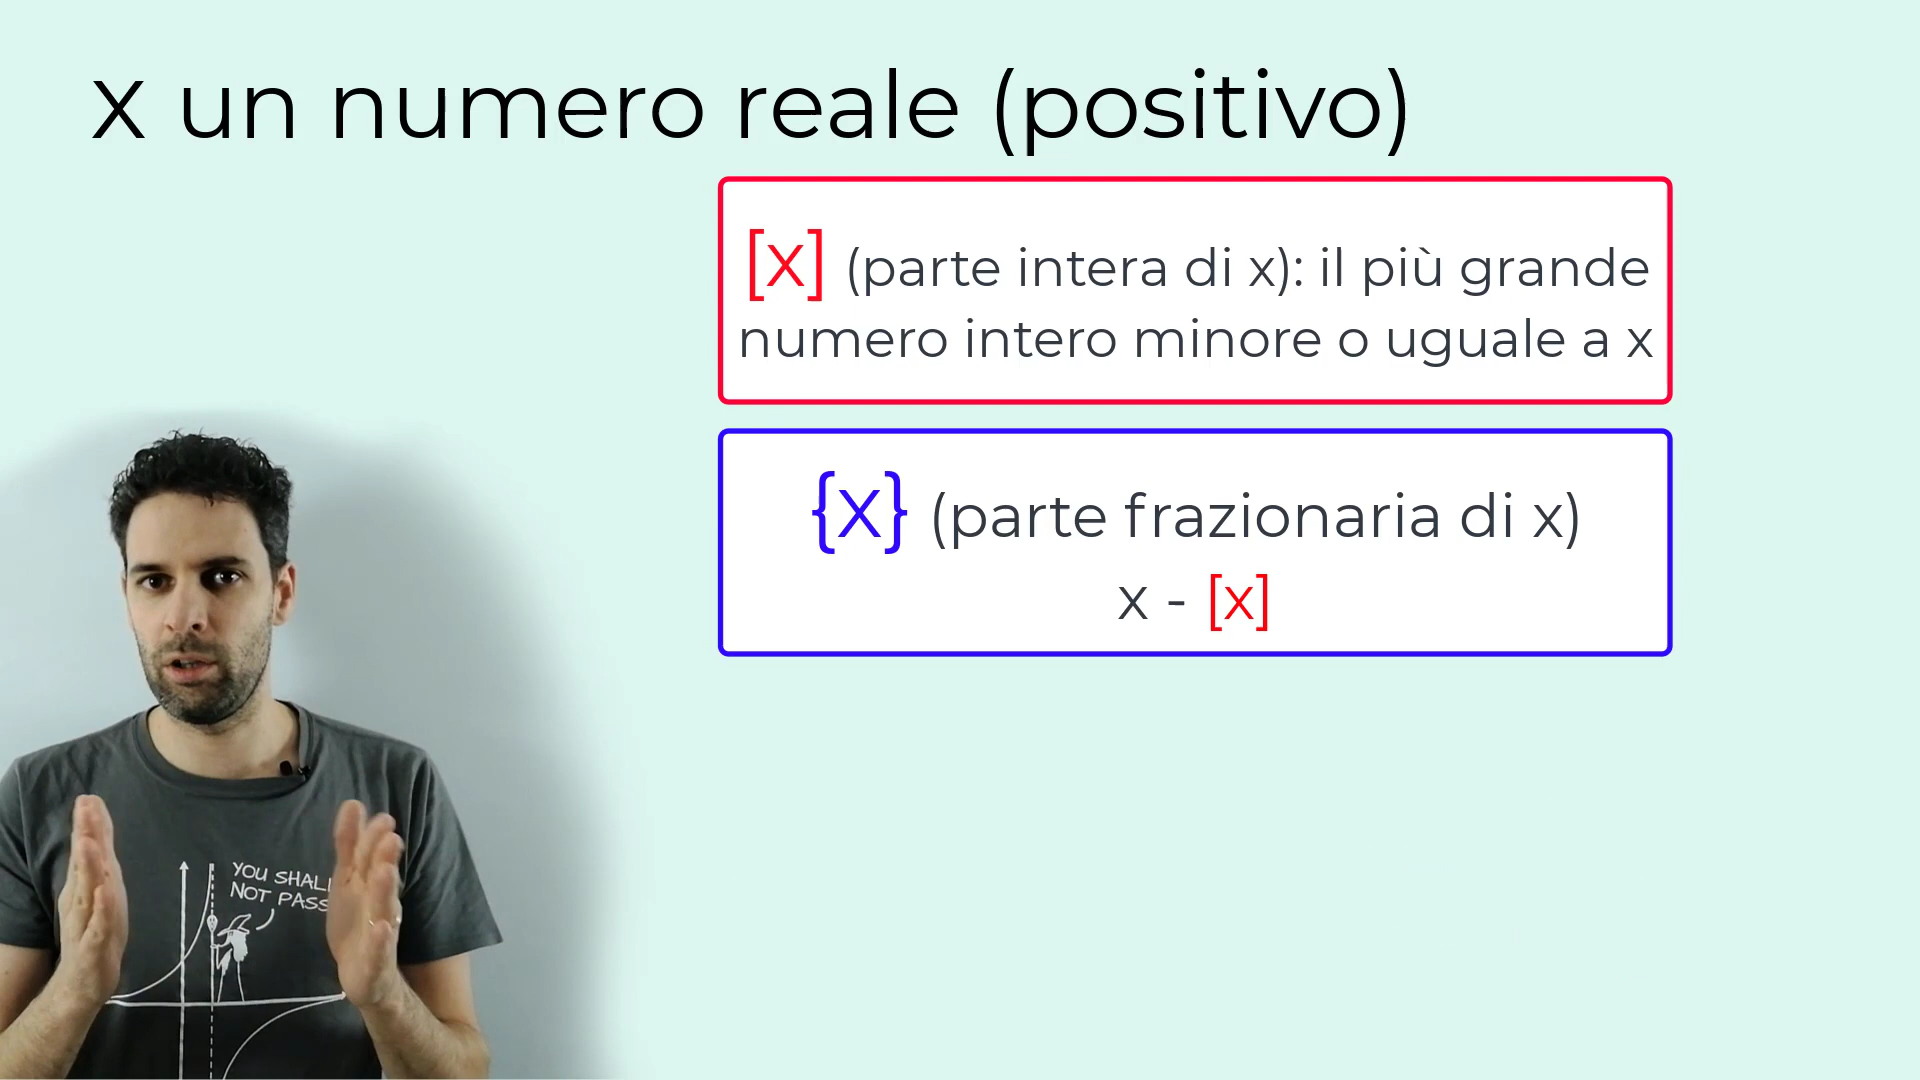 x un numero reale (positivo)
[x] (parte intera di x): il più grande
numero intero minore o uguale a x
{x} (parte frazionaria di x)
x - [x]
YOU SHALL
NOT PASS